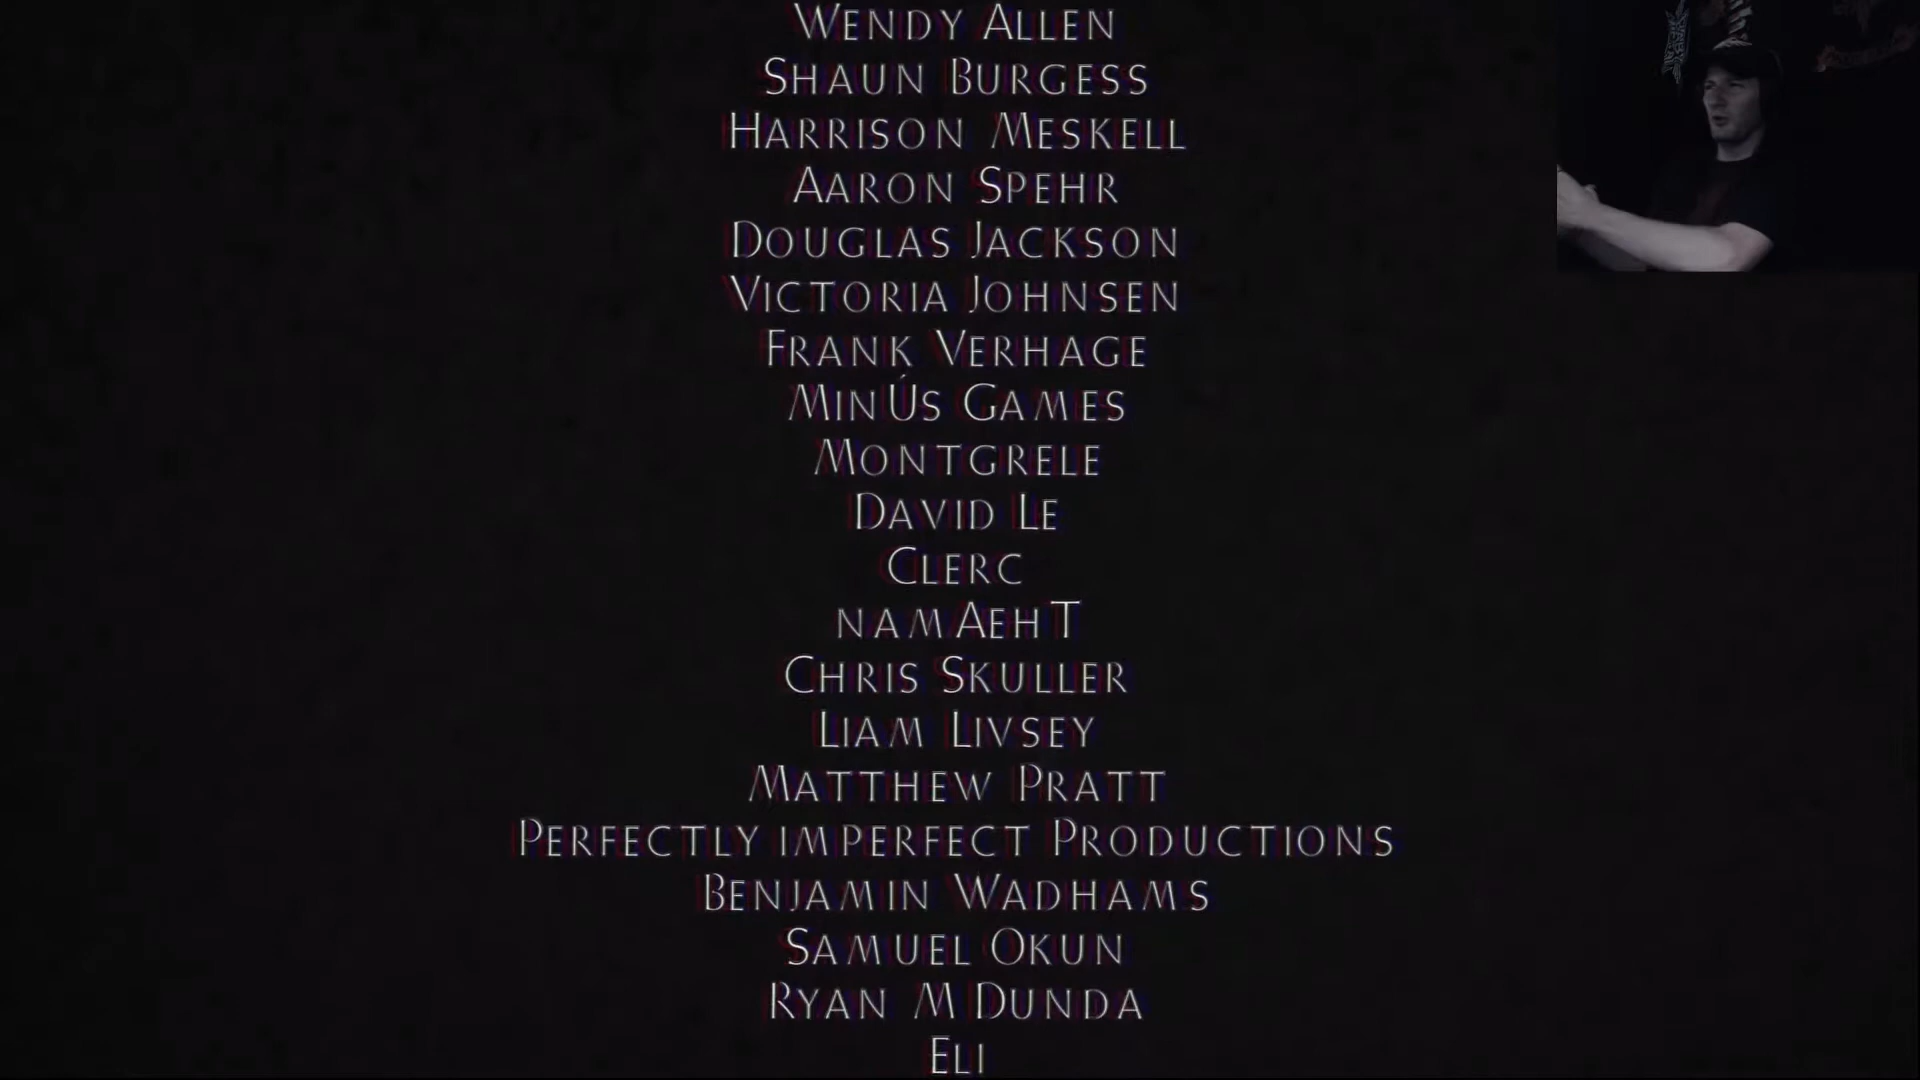 Wendy Allen
Shaun Burgess
Harrison Meskell
Aaron Spehr
Douglas Jackson
Victoria Johnsen
Frank Verhage
MinÚs Games
Montgrele
David Le
Clerc
namAehT
Chris Skuller
Liam Livsey
Matthew Pratt
Perfectly imperfect Productions
Benjamin Wadhams
Samuel Okun
Ryan M Dunda
Eli